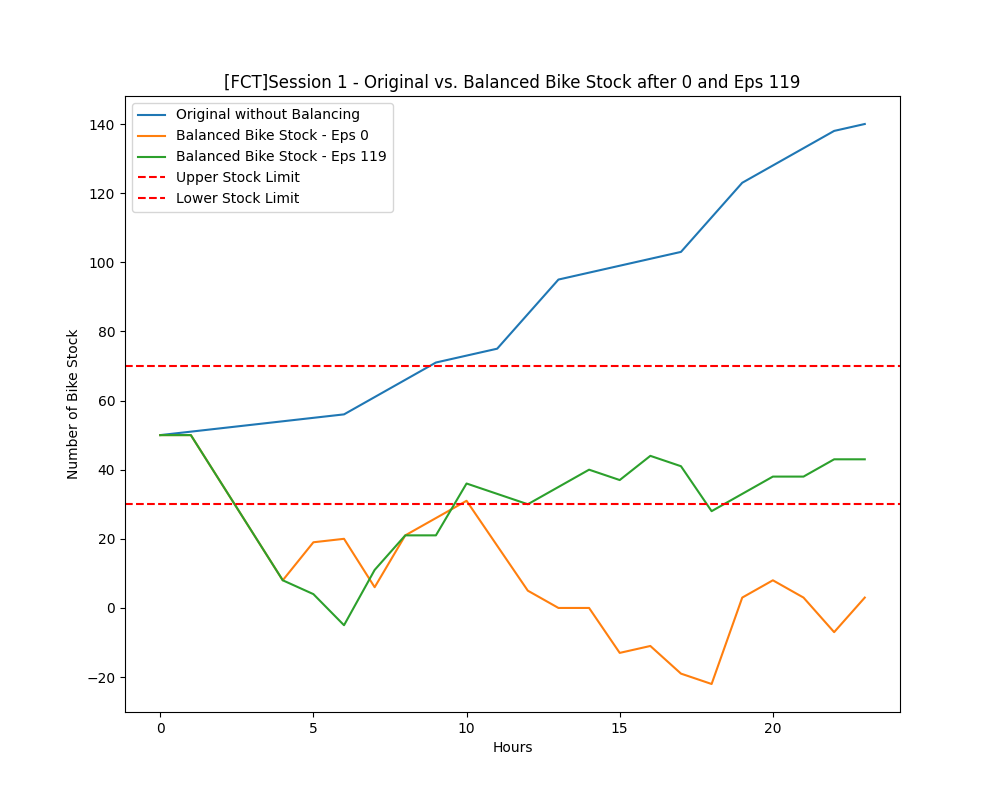 [FCT]Session 1 - Original vs. Balanced Bike Stock after 0 and Eps 119
Original without Balancing
Balanced Bike Stock - Eps 0
Balanced Bike Stock - Eps 119
Upper Stock Limit
Lower Stock Limit
140
120
100
80
60
40
20
0
−20
Number of Bike Stock
0 5 10 15 20
Hours